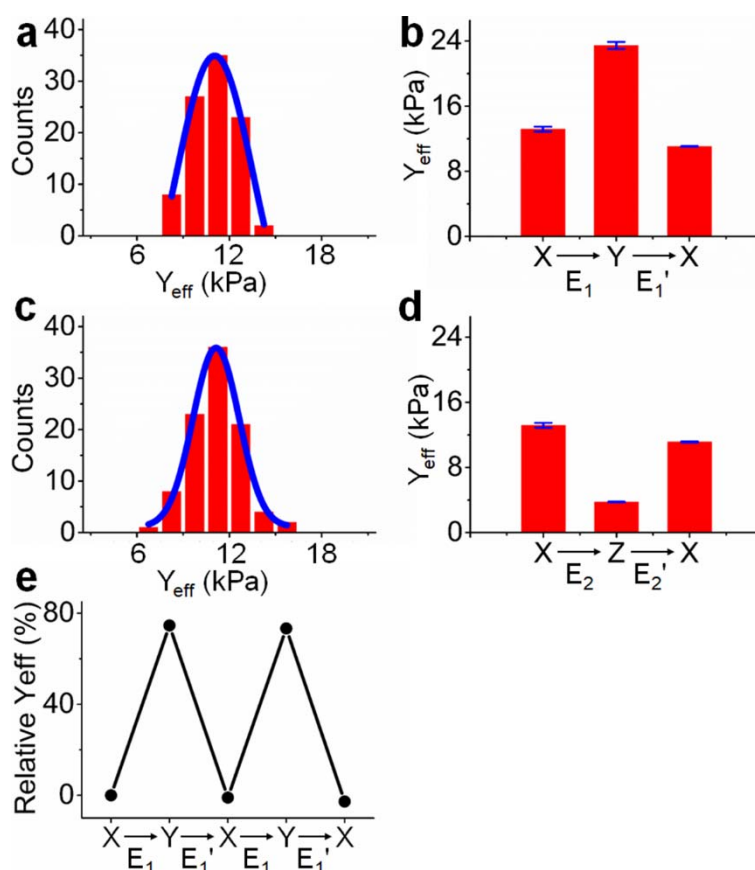 a
40
30
20
10
0
Counts
6 12 18
Yeff (kPa)
b
24
16
8
0
Yeff (kPa)
X → Y → X
E1 E1'
c
40
30
20
10
0
Counts
6 12 18
Yeff (kPa)
d
24
16
8
0
Yeff (kPa)
X → Z → X
E2 E2'
e
80
40
0
Relative Yeff (%)
X → Y → X → Y → X
E1 E1' E1 E1'